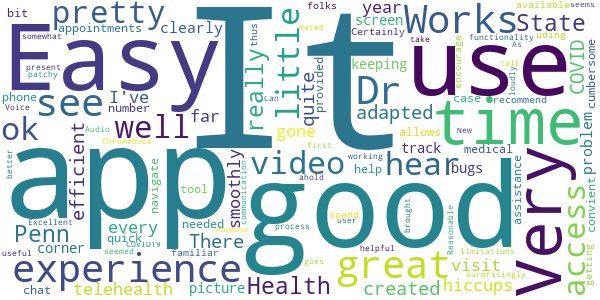 bit
pretty
It
little
folks
muted
year
Works
available
seems
somewhat
appointments
clearly
Easy
really
thus
Certainly
screen
State
As
uding
functionality
encourage
talk
loudly
cumbersome
use
COVID
present
patchy
see
I've
quite
provided
Can
keeping
take
Dr
adapted
case
recommend
phone
Voice
number
far
ok
well
gone
first
allows
time
New
problem
Audio
Chromebook
efficient
smoothly
communication
video
hear
track
medical
bugs
help
working
Very
access
assistance
convient
better
app
navigate
tool
someone
good
spend
user
brought
Reasonable
limitations
surprisingly
Penn
corner
every
quick
COVID19
needed
There
familiar
process
ahold
helpful
great
visit
Excellent
useful
experience
seemed
Health
goes
created
hiccups
chat
telehealth
picture